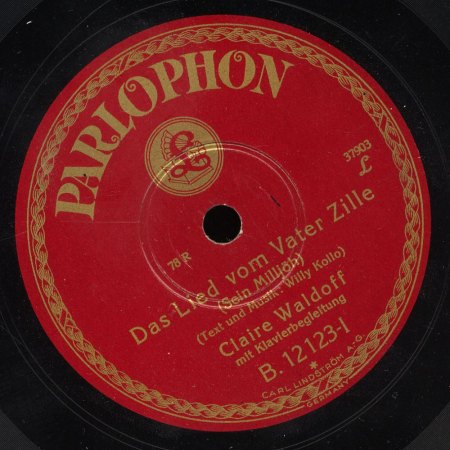 PARLOPHON
£
37903
L
78 R
Das Lied vom Vater Zille
(Sein Milljöh)
(Text und Musik: Willy Kollo)
Claire Waldoff
mit Klavierbegleitung
B. 12123-I
*
CARL LINDSTRÖM A.-G.
GERMANY